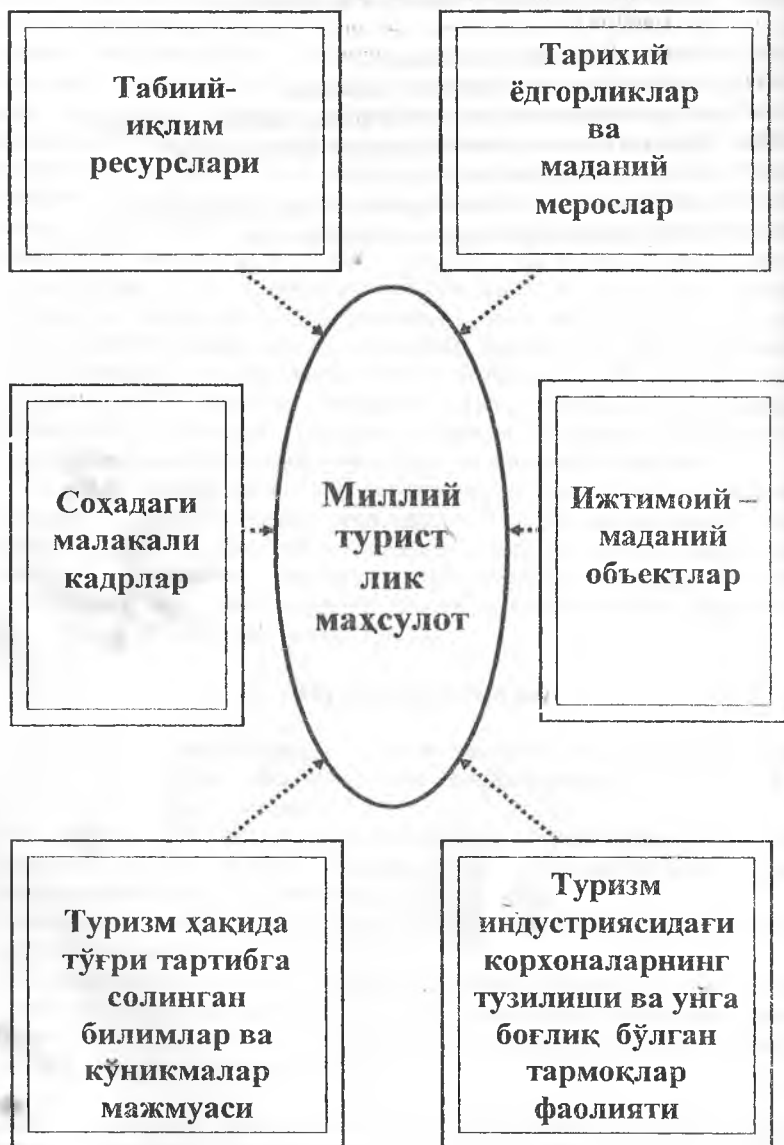 Табиий-
иқлим
ресурслари
Тарихий
ёдгорликлар
ва
маданий
мерослар
Соҳадаги
малакали
кадрлар
Миллий
турист
лик
маҳсулот
Ижтимоий –
маданий
объектлар
Туризм ҳақида
тўғри тартибга
солинган
билимлар ва
кўникмалар
мажмуаси
Туризм
индустриясидағи
корхоналарнинг
тузилиши ва унга
боғлиқ бўлган
тармоқлар
фаолияти